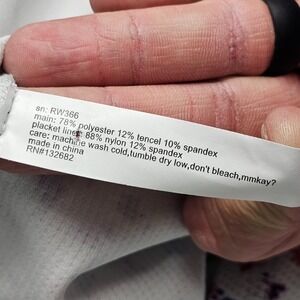 sn: RW366
main: 78% polyester 12% tencel 10% spandex
placket lines: 88% nylon 12% spandex
care: machine wash cold,tumble dry low,don't bleach,mmkay?
made in china
RN#132682